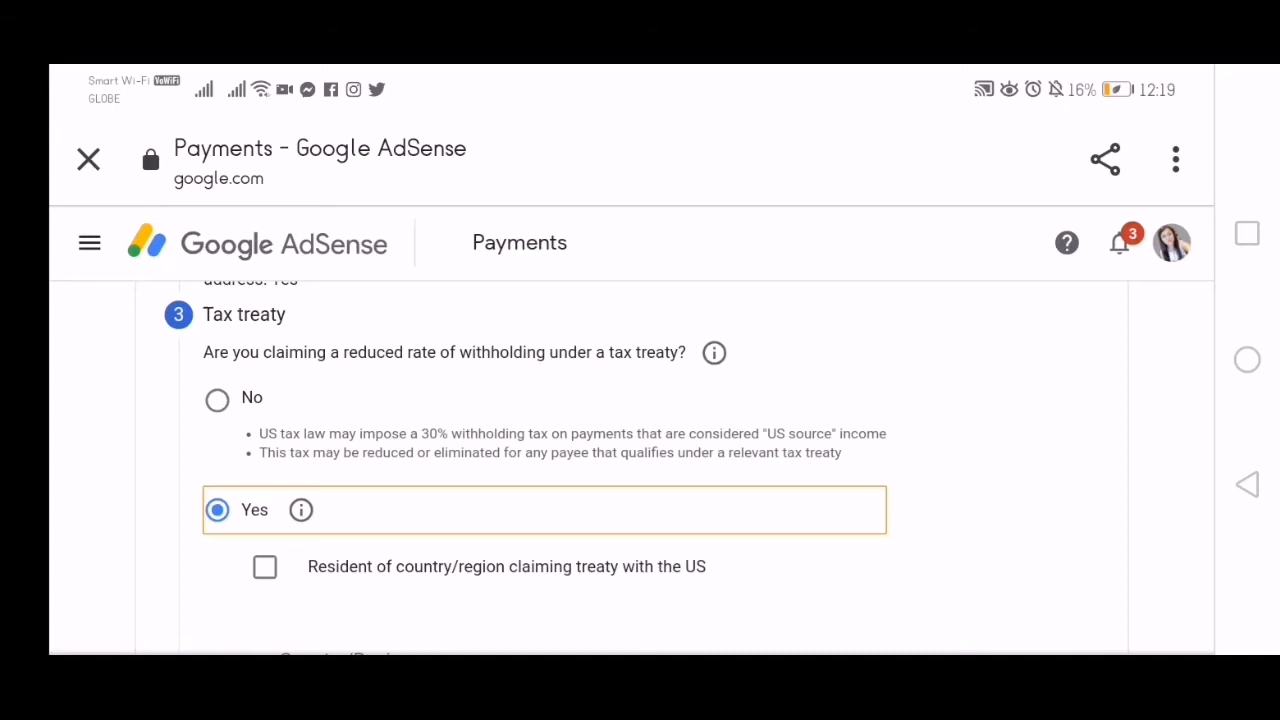 Smart Wi-Fi VoWiFi
GLOBE
16% 12:19
Payments - Google AdSense
google.com
Google AdSense
Payments
3
address: Yes
3 Tax treaty
Are you claiming a reduced rate of withholding under a tax treaty?
No
• US tax law may impose a 30% withholding tax on payments that are considered "US source" income
• This tax may be reduced or eliminated for any payee that qualifies under a relevant tax treaty
Yes
Resident of country/region claiming treaty with the US